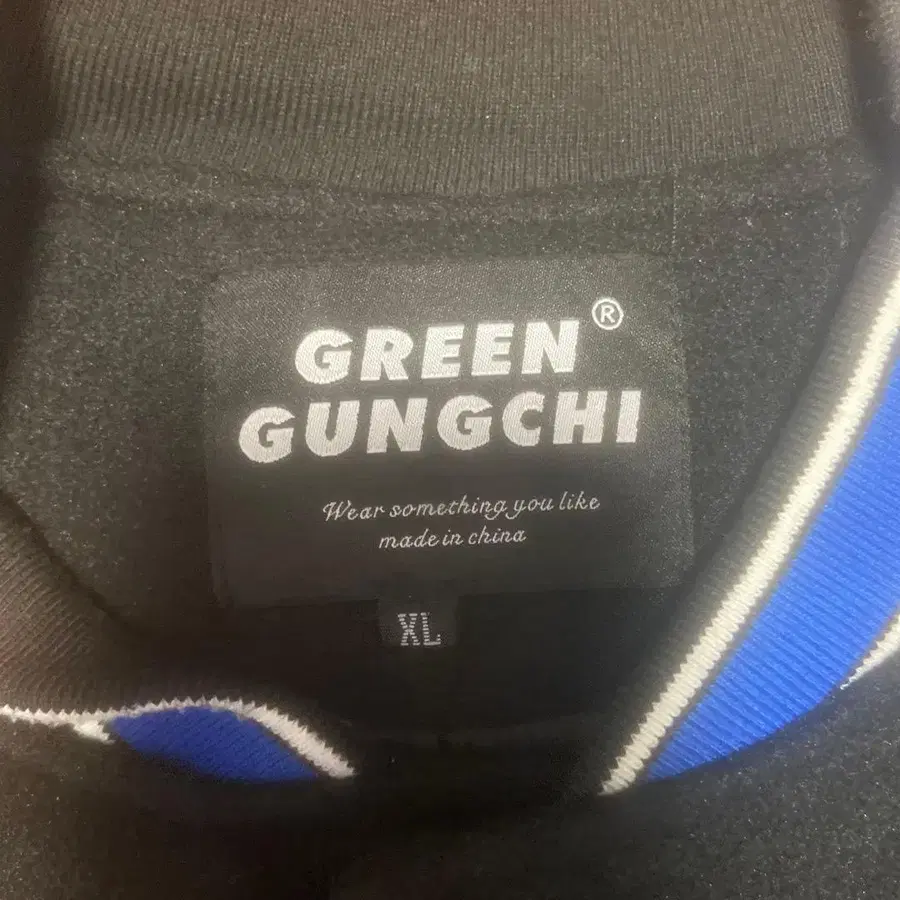 GREEN®
GUNGCHI
Wear something you like
made in china
XL